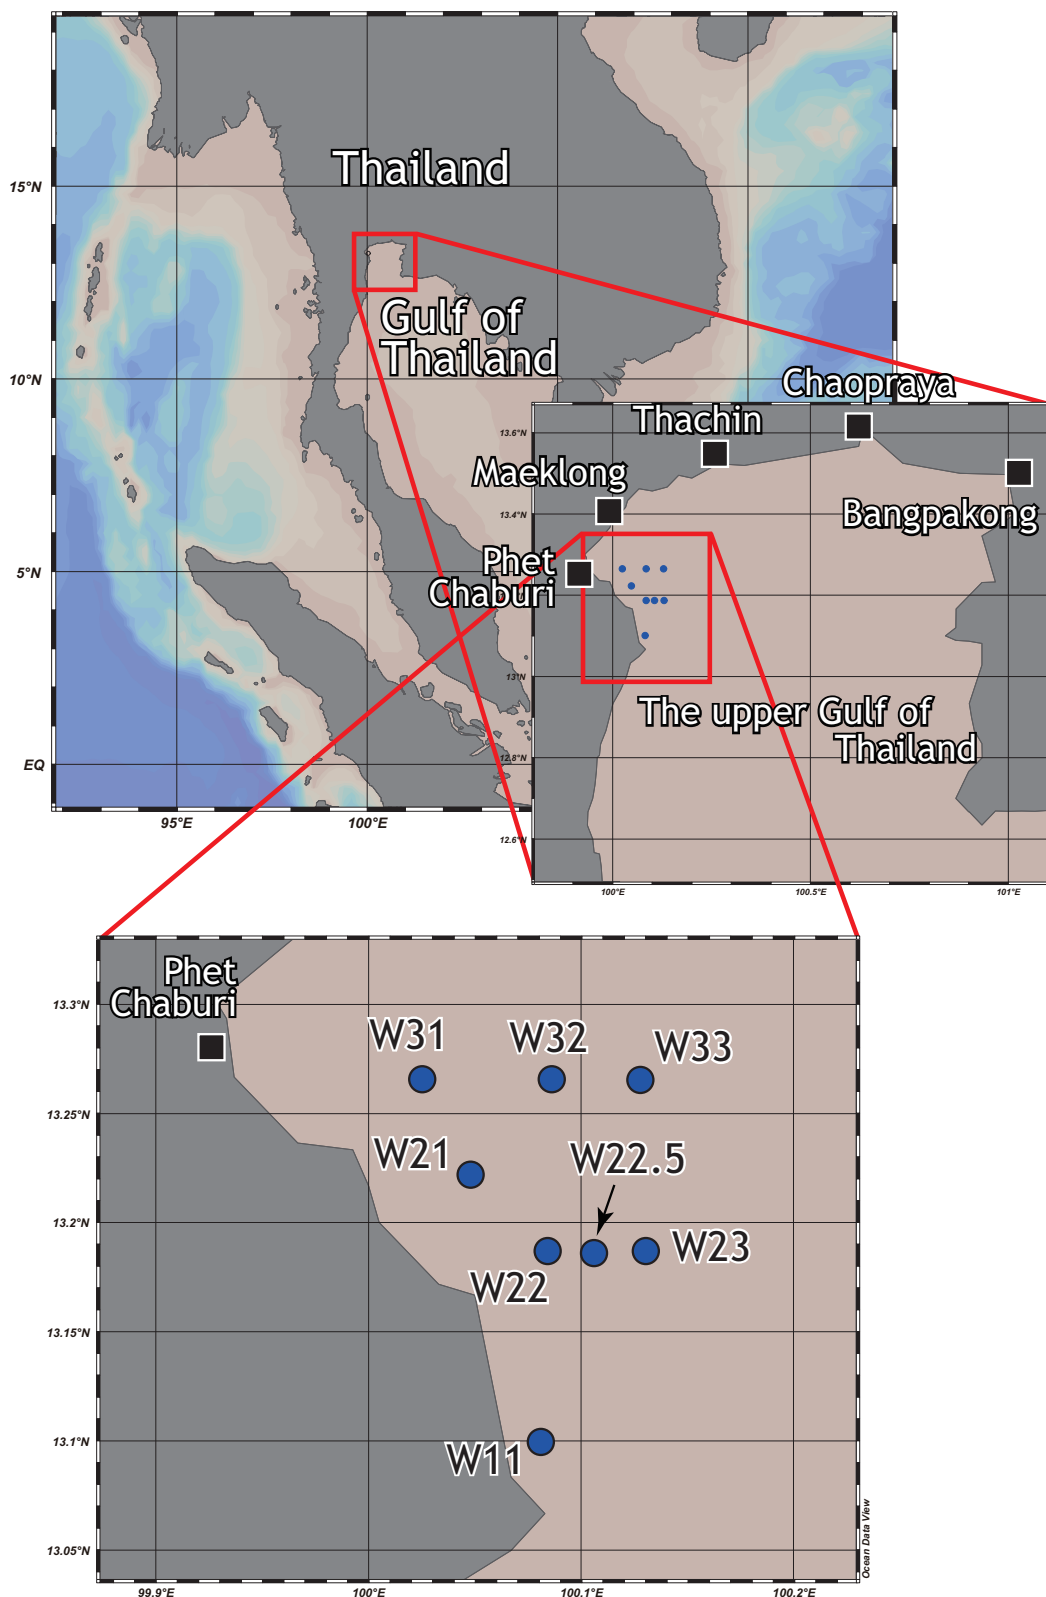 Thailand
15°N
Gulf of
Thailand
10°N
5°N
EQ
95°E
100°E
Chaopraya
Thachin
13.6°N
Maeklong
13.4°N
Bangpakong
Phet
Chaburi
13°N
The upper Gulf of
Thailand
12.8°N
12.6°N
100°E
100.5°E
101°E
Phet
Chaburi
13.3°N
W31
W32
W33
13.25°N
W21
W22.5
13.2°N
W23
W22
13.15°N
W11
13.1°N
13.05°N
Ocean Data View
99.9°E
100°E
100.1°E
100.2°E